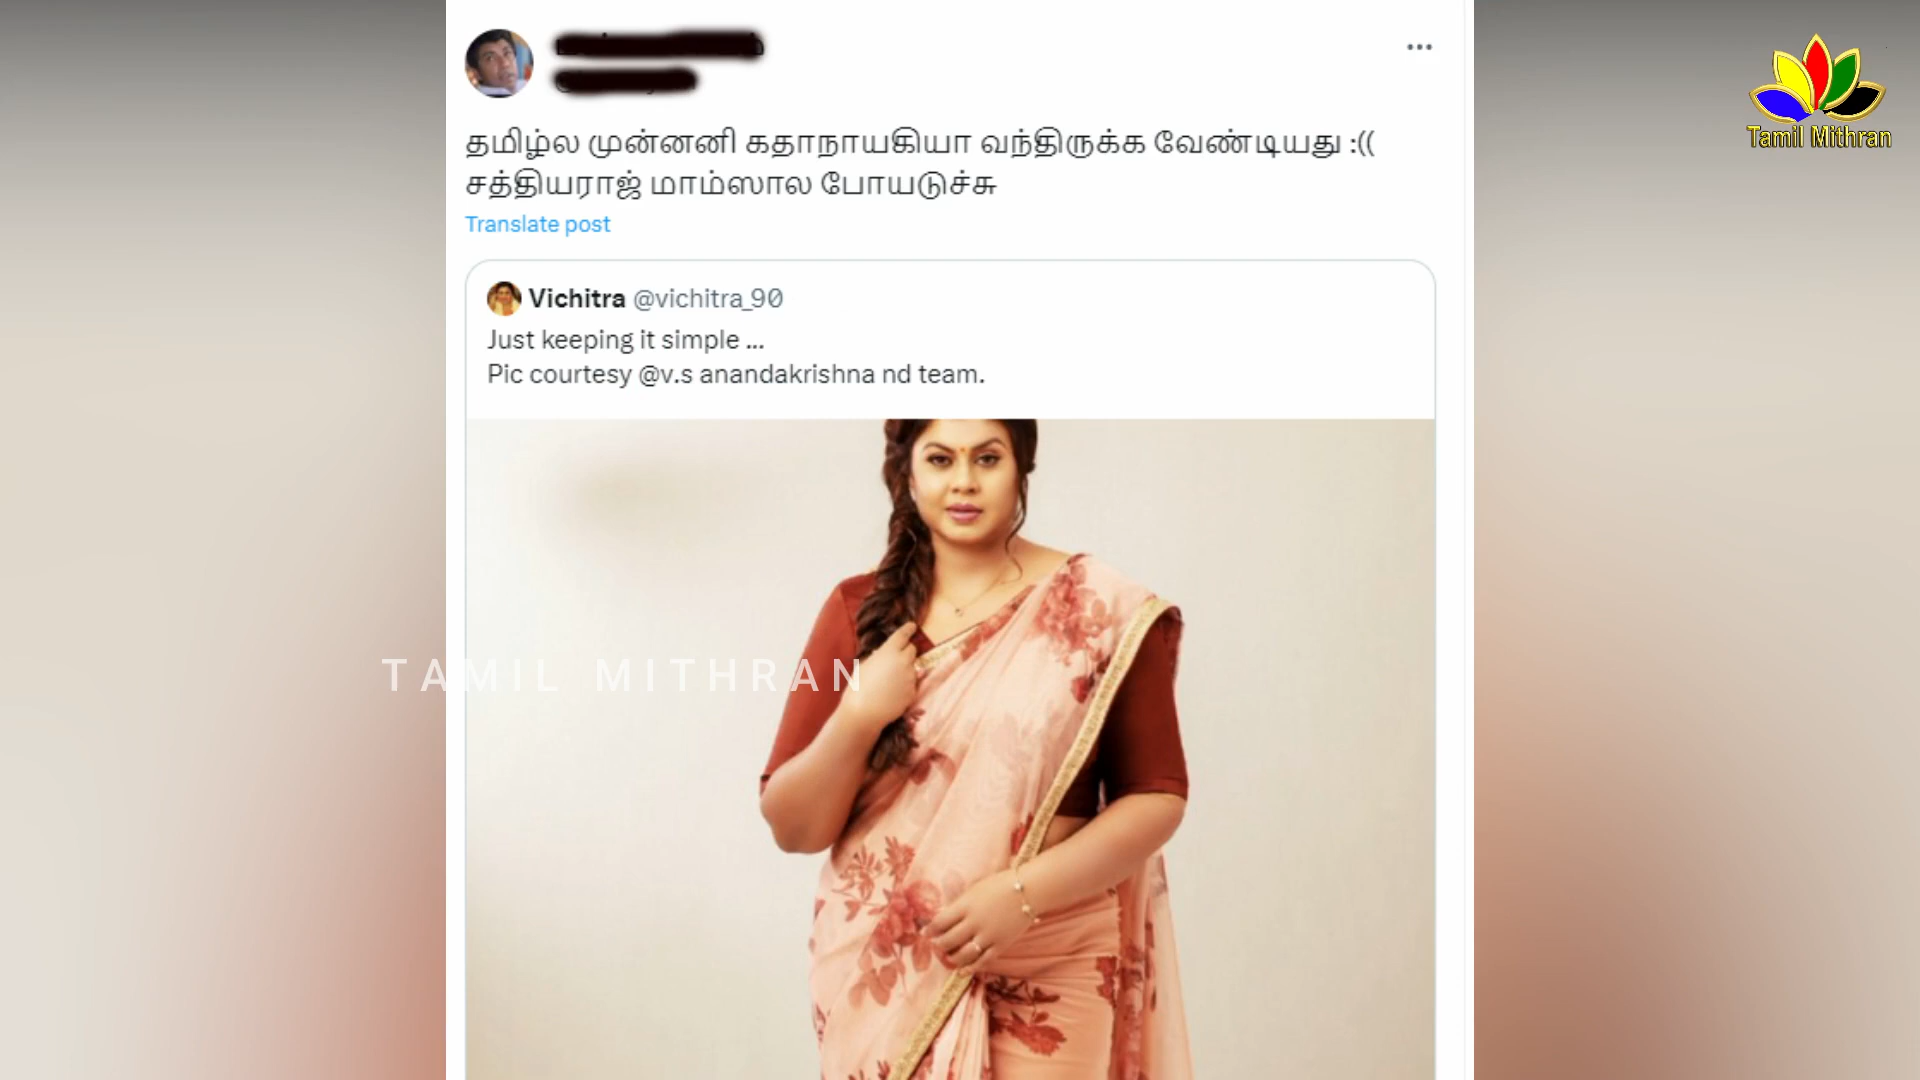 தமிழ்ல முன்னனி கதாநாயகியா வந்திருக்க வேண்டியது :((
சத்தியராஜ் மாம்ஸால போயடுச்சு
Translate post
Vichitra @vichitra_90
Just keeping it simple ...
Pic courtesy @v.s anandakrishna nd team.
TAMIL MITHRAN
Tamil Mithran